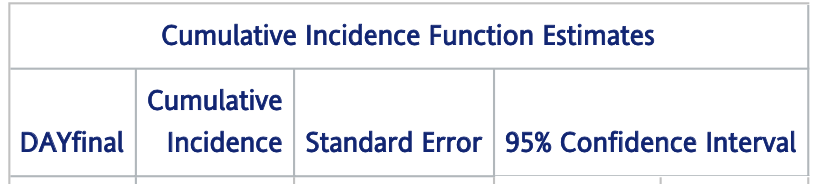 Cumulative Incidence Function Estimates
Cumulative
DAYfinal Incidence Standard Error 95% Confidence Interval